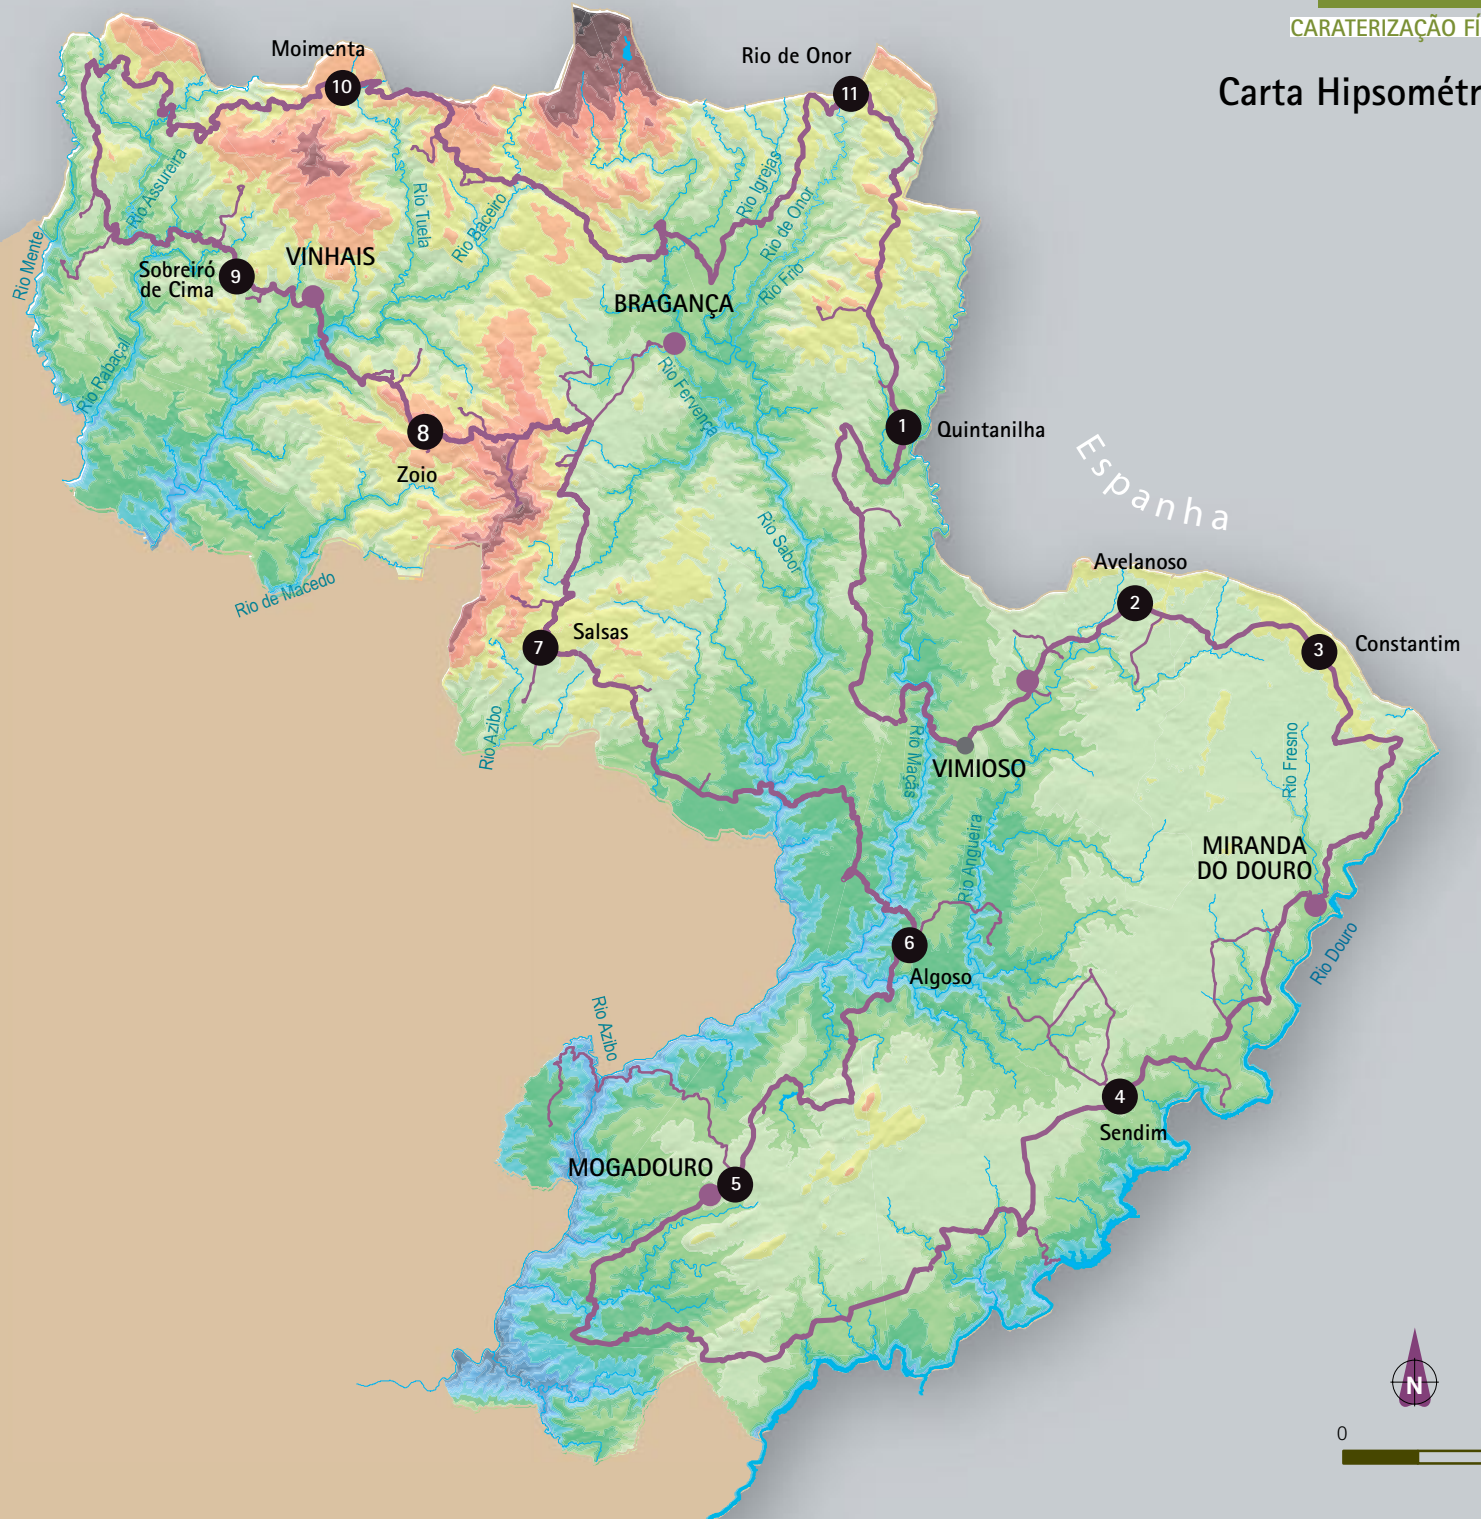 CARATERIZAÇÃO FÍ
Carta Hipsométr
Moimenta
10
Rio de Onor
11
Rio Assureira
Rio Tuela
Rio Baceiro
Rio Igrejas
Rio de Onor
Rio Frio
Rio Mente
Sobreiró
de Cima
9
VINHAIS
BRAGANÇA
Rio Rabaçal
Rio Fervença
8
Zoio
1
Quintanilha
Espanha
Rio Sabor
Rio de Macedo
Avelanoso
2
7
Salsas
3
Constantim
Rio Azibo
Rio Maçãs
VIMIOSO
Rio Fresno
Rio Angueira
MIRANDA
DO DOURO
6
Algoso
Rio Douro
Rio Azibo
4
Sendim
MOGADOURO
5
N
0